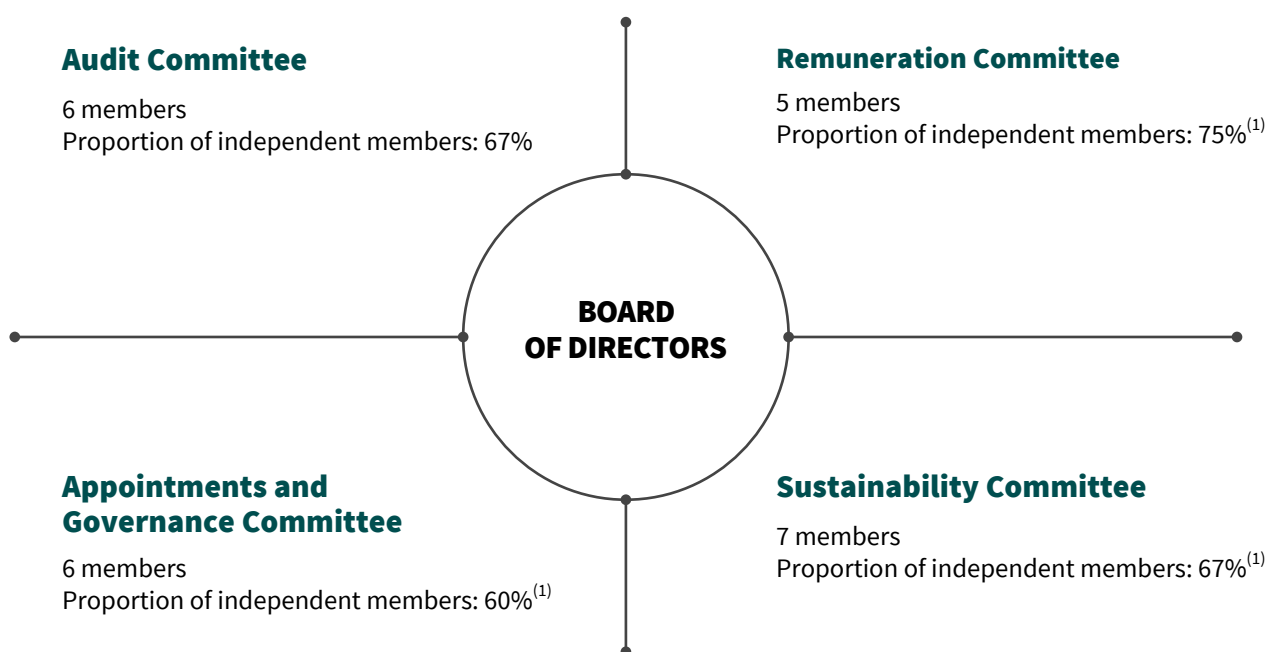 Audit Committee
6 members
Proportion of independent members: 67%
Remuneration Committee
5 members
Proportion of independent members: 75%(1)
BOARD
OF DIRECTORS
Appointments and
Governance Committee
6 members
Proportion of independent members: 60%(1)
Sustainability Committee
7 members
Proportion of independent members: 67%(1)